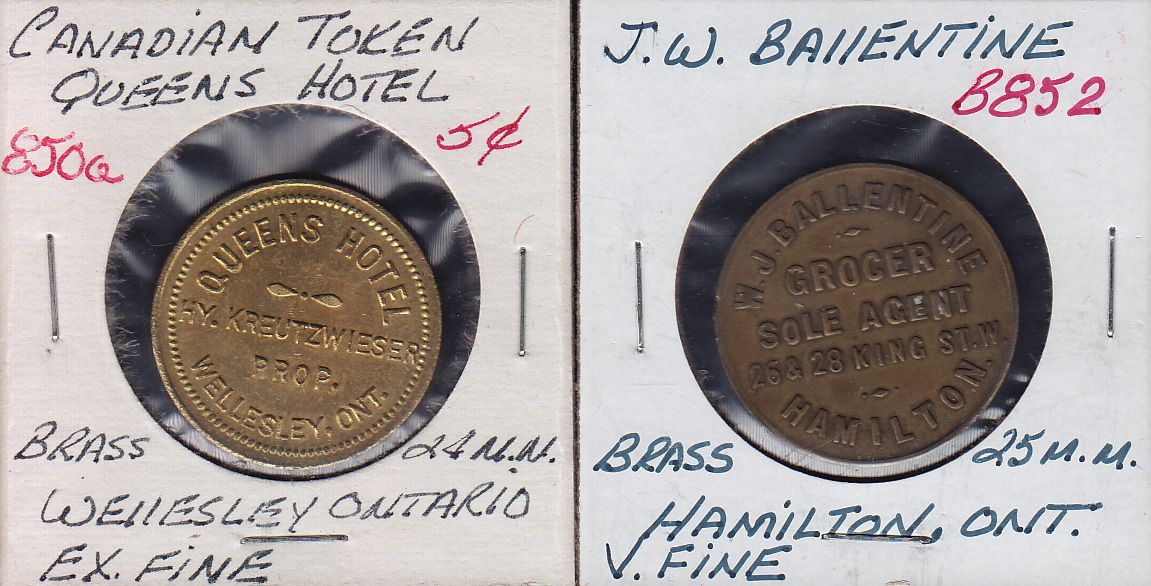 CANADIAN TOKEN
QUEENS HOTEL
850a 5¢
QUEENS HOTEL
HY. KREUTZWIESER
PROP.
WELLESLEY, ONT.
BRASS 24 M.M.
WELLESLEY ONTARIO
EX. FINE
J.W. BALLENTINE
B852
W.J. BALLENTINE
GROCER
SOLE AGENT
26 & 28 KING ST. W.
HAMILTON.
BRASS 25 M.M.
HAMILTON, ONT.
V. FINE